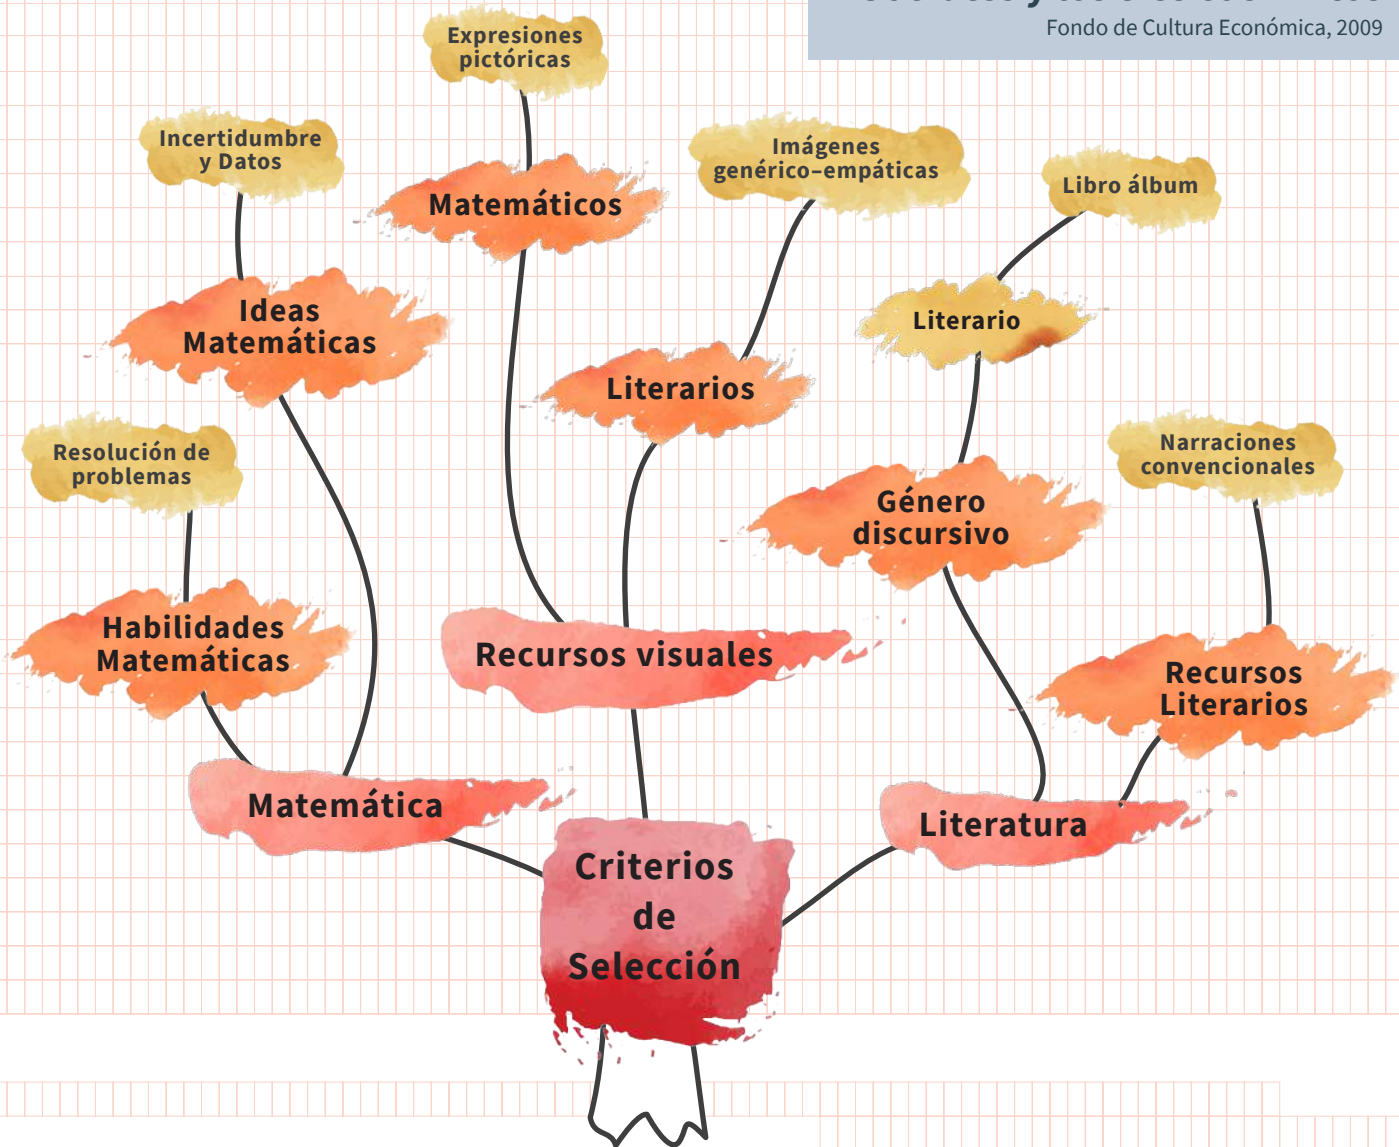 Fondo de Cultura Económica, 2009
Expresiones
pictóricas
Incertidumbre
y Datos
Imágenes
genérico-empáticas
Libro álbum
Matemáticos
Ideas
Matemáticas
Literario
Literarios
Resolución de
problemas
Narraciones
convencionales
Género
discursivo
Habilidades
Matemáticas
Recursos visuales
Recursos
Literarios
Matemática
Literatura
Criterios
de
Selección